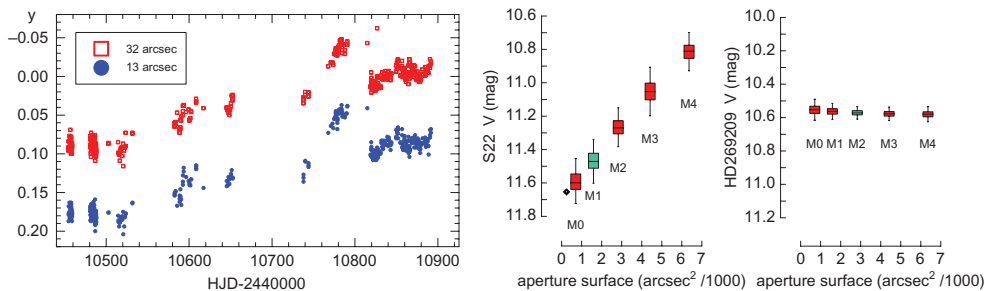 y
−0.05
0.00
0.05
0.10
0.15
0.20
32 arcsec
13 arcsec
10500 10600 10700 10800 10900
HJD-2440000
S22 V (mag)
10.6
10.8
11.0
11.2
11.4
11.6
11.8
M0
M1
M2
M3
M4
0 1 2 3 4 5 6 7
aperture surface (arcsec² /1000)
HD269209 V (mag)
10.0
10.2
10.4
10.6
10.8
11.0
11.2
M0 M1 M2 M3 M4
0 1 2 3 4 5 6 7
aperture surface (arcsec² /1000)